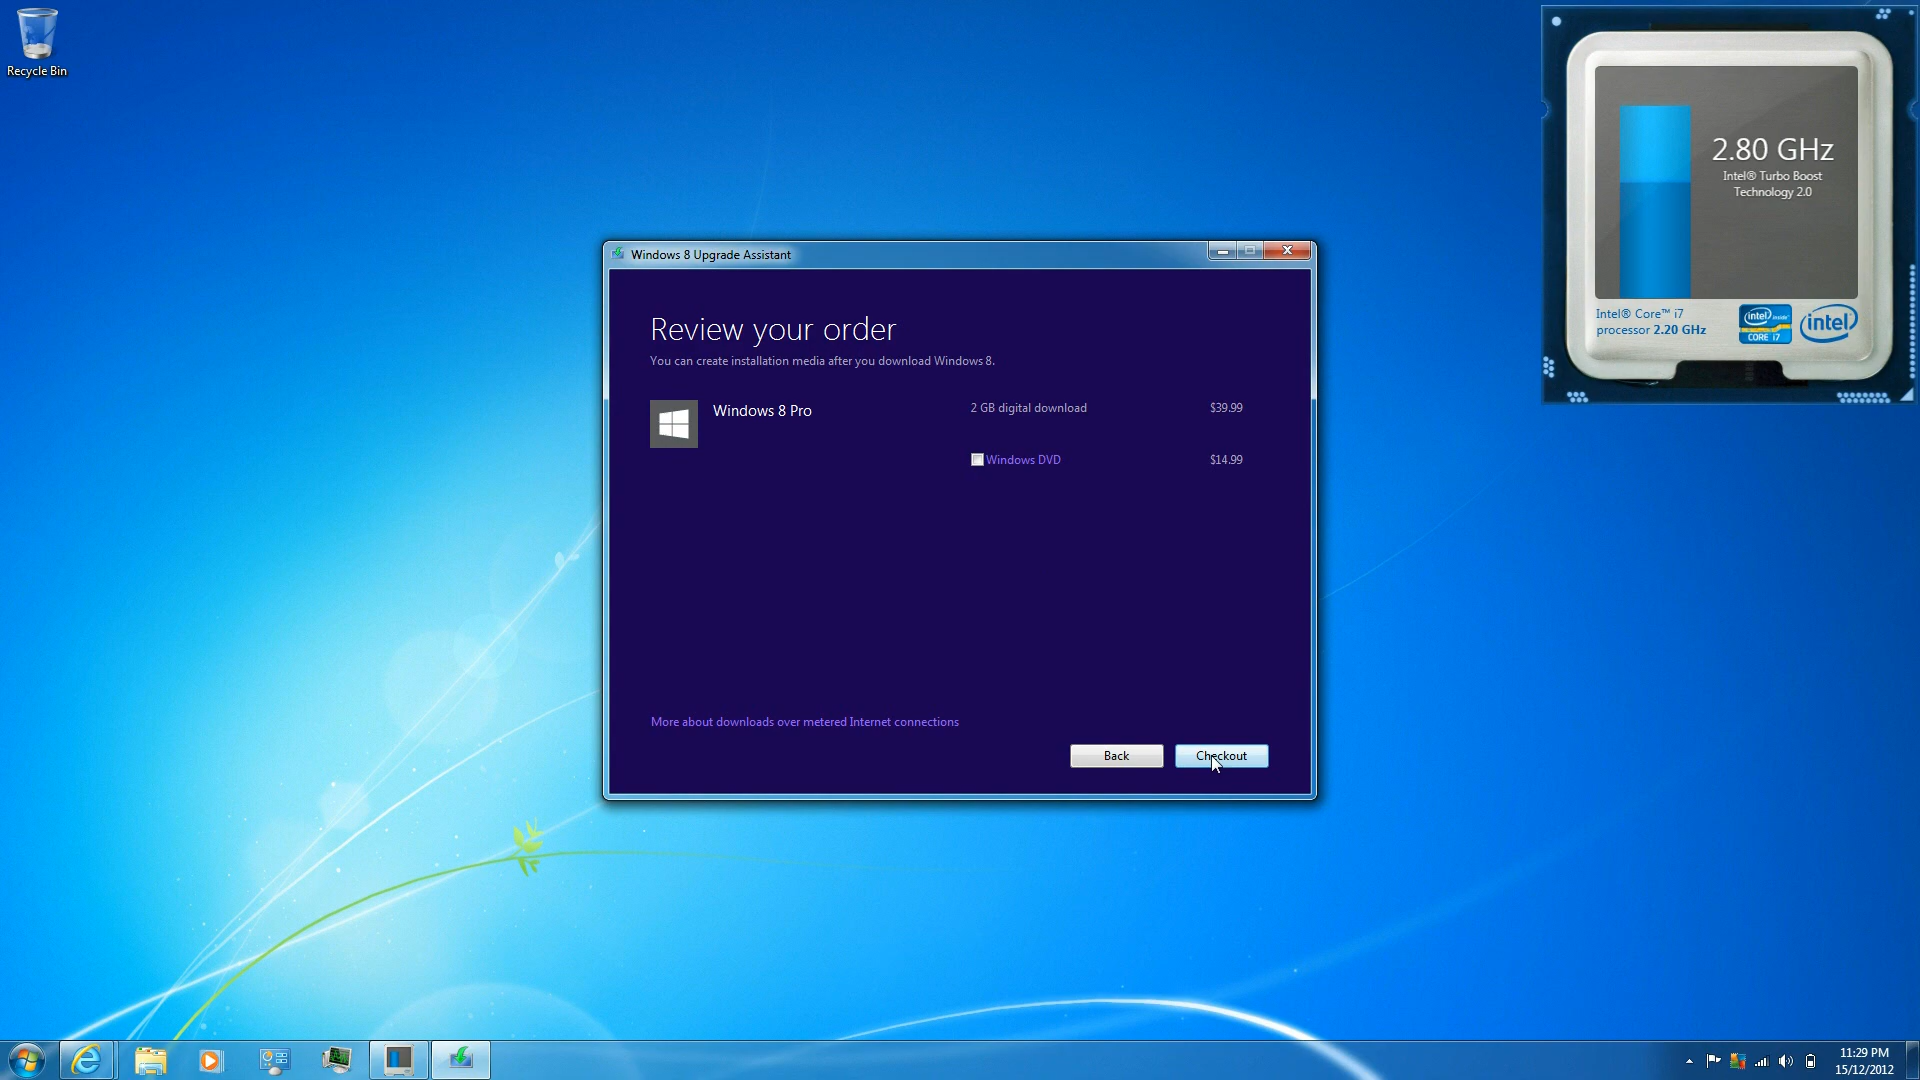 Recycle Bin
2.80 GHz
Intel® Turbo Boost
Technology 2.0
Intel® Core™ i7
processor 2.20 GHz
intel inside
CORE i7
intel
Windows 8 Upgrade Assistant
Review your order
You can create installation media after you download Windows 8.
Windows 8 Pro
2 GB digital download
$39.99
Windows DVD
$14.99
More about downloads over metered Internet connections
Back
Checkout
11:29 PM
15/12/2012